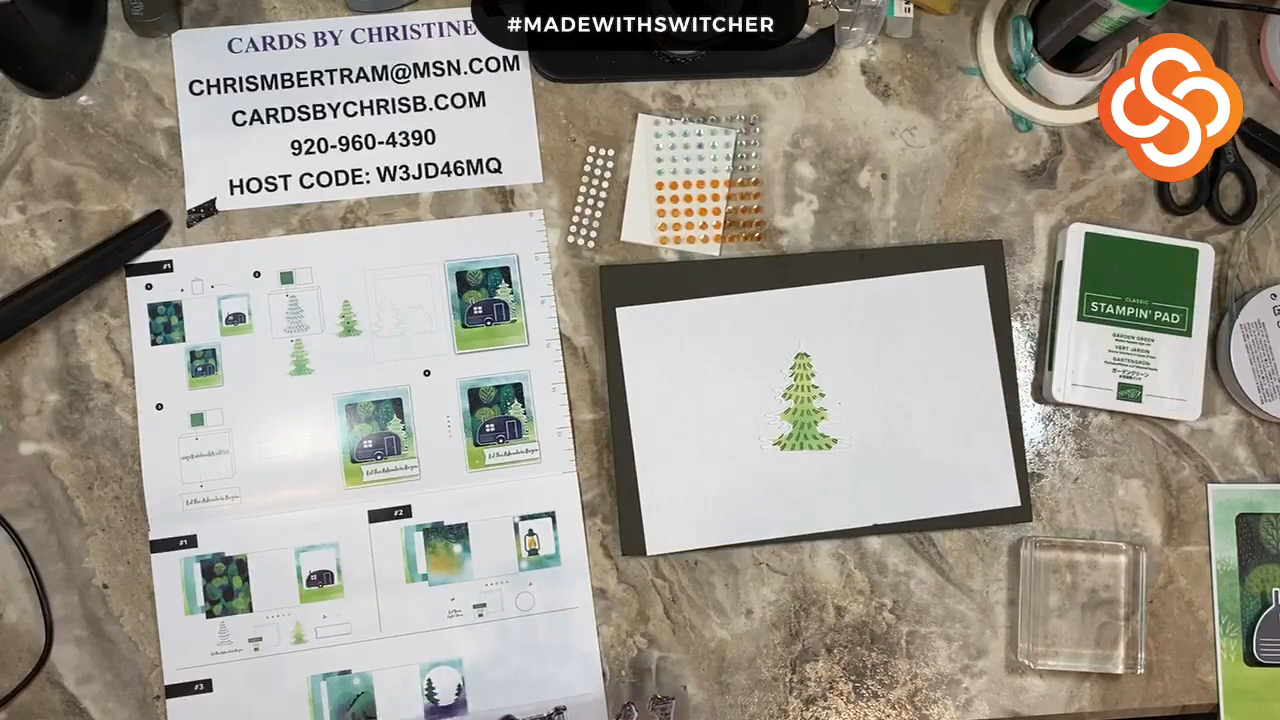 #MADEWITHSWITCHER
CARDS BY CHRISTINE
CHRISMBERTRAM@MSN.COM
CARDSBYCHRISB.COM
920-960-4390
HOST CODE: W3JD46MQ
#1
CLASSIC
STAMPIN' PAD
GARDEN GREEN
VERT JARDIN
GARTENGRÜN
ガーデングリーン
#1
#2
#3